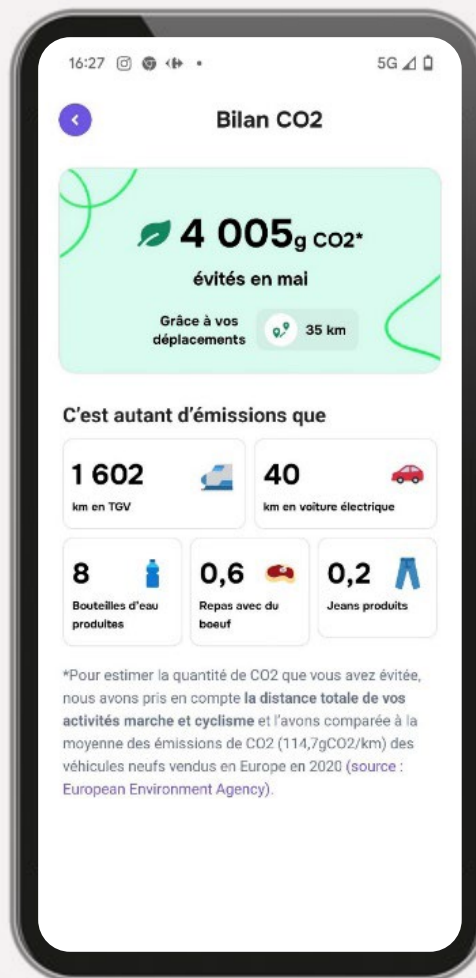 16:27
5G
Bilan CO2
4 005g CO2*
évités en mai
Grâce à vos
déplacements
35 km
C'est autant d'émissions que
1 602
km en TGV
40
km en voiture électrique
8
Bouteilles d'eau
produites
0,6
Repas avec du
boeuf
0,2
Jeans produits
*Pour estimer la quantité de CO2 que vous avez évitée,
nous avons pris en compte la distance totale de vos
activités marche et cyclisme et l'avons comparée à la
moyenne des émissions de CO2 (114,7gCO2/km) des
véhicules neufs vendus en Europe en 2020 (source :
European Environment Agency).